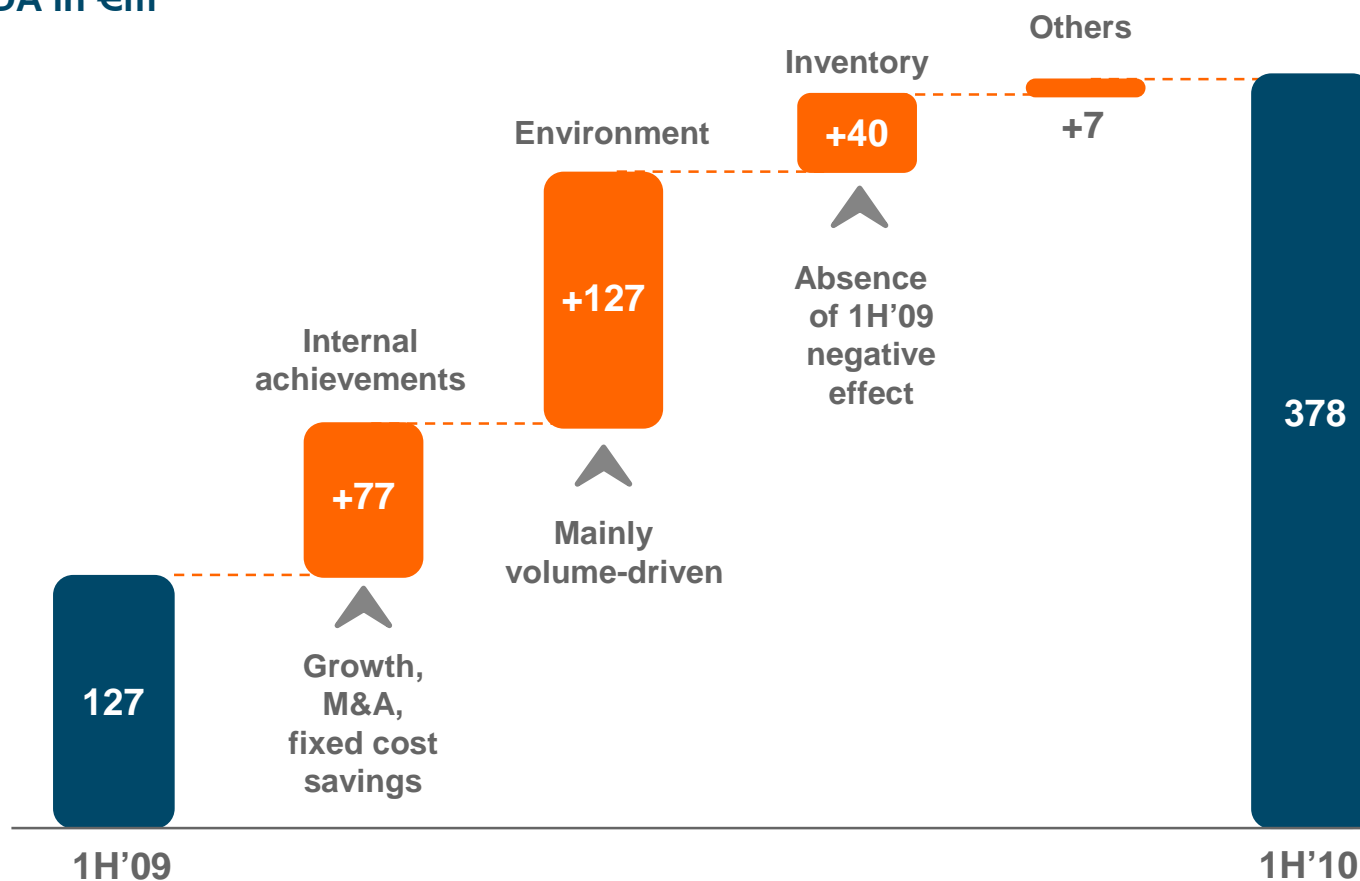 in €m
Others
Inventory
+40
+7
Environment
+127
Absence
of 1H’09
negative
effect
Internal
achievements
378
+77
Mainly
volume-driven
Growth,
M&A,
fixed cost
savings
127
1H’09
1H’10